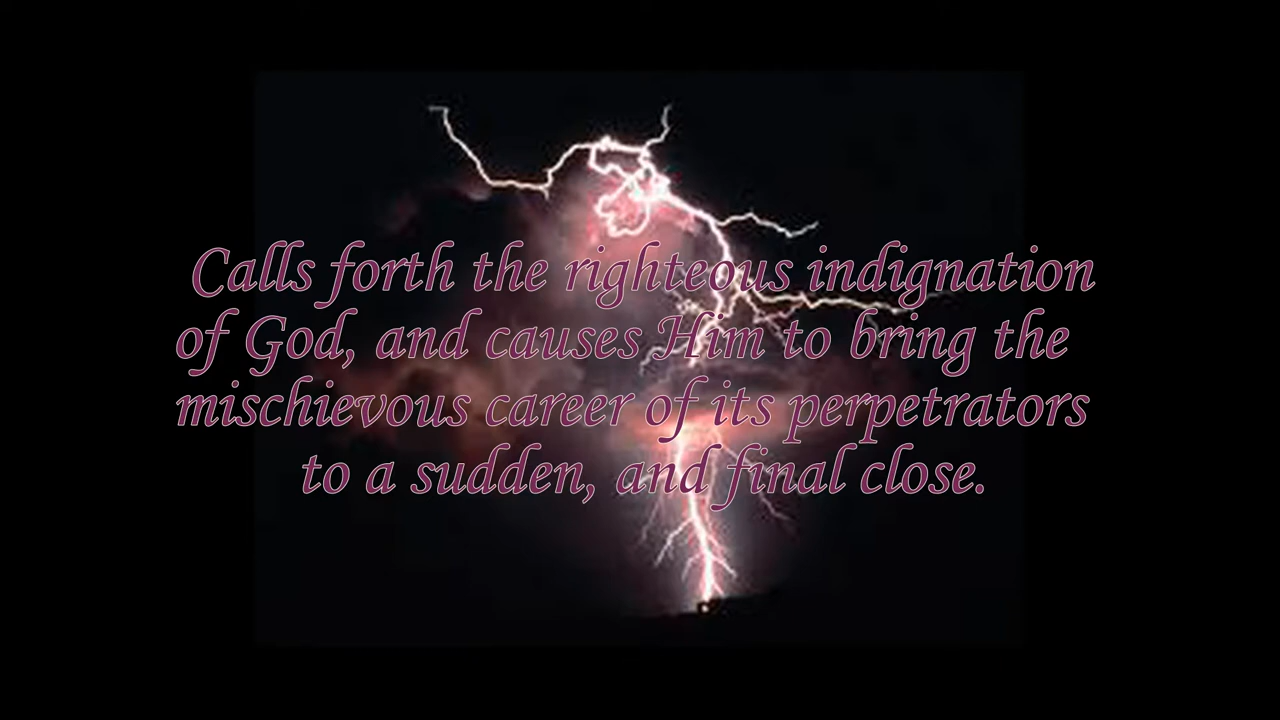 Calls forth the righteous indignation
of God, and causes Him to bring the
mischievous career of its perpetrators
to a sudden, and final close.